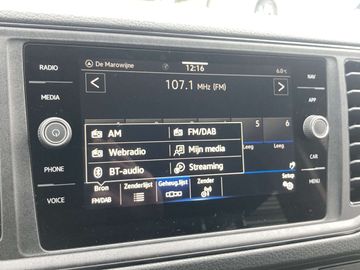 De Marowijne 12:16 6.0°C
RADIO
NAV
107.1 MHz (FM)
MEDIA
APP
5 6
AM FM/DAB
Webradio Mijn media Leeg Leeg
PHONE
CAR
BT-audio Streaming
Bron Zenderlijst Geheug.lijst Zender Setup
FM/DAB
VOICE
MENU